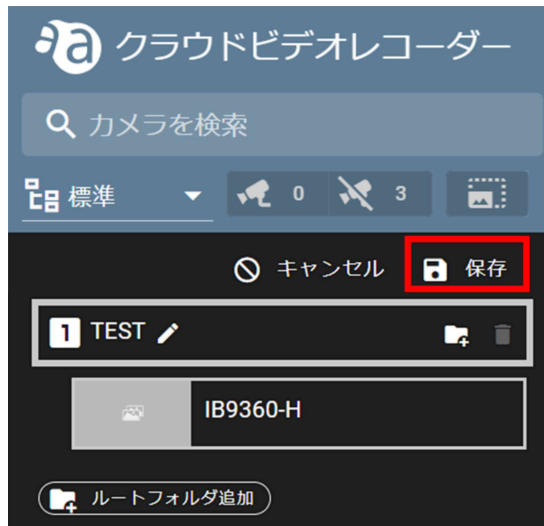 a クラウドビデオレコーダー
カメラを検索
標準 0 3
キャンセル 保存
1 TEST
IB9360-H
ルートフォルダ追加